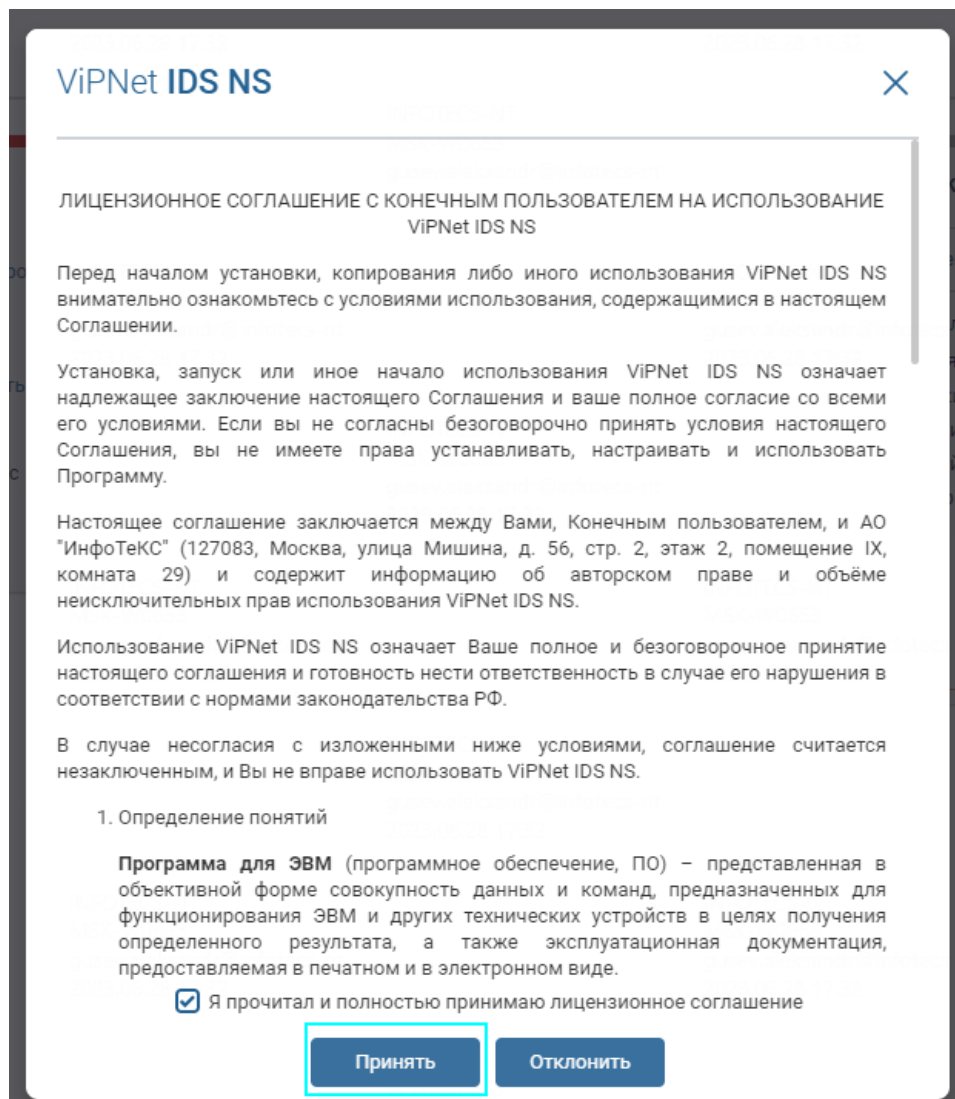 ViPNet IDS NS
ЛИЦЕНЗИОННОЕ СОГЛАШЕНИЕ С КОНЕЧНЫМ ПОЛЬЗОВАТЕЛЕМ НА ИСПОЛЬЗОВАНИЕ
ViPNet IDS NS
Перед началом установки, копирования либо иного использования ViPNet IDS NS
внимательно ознакомьтесь с условиями использования, содержащимися в настоящем
Соглашении.
Установка, запуск или иное начало использования ViPNet IDS NS означает
надлежащее заключение настоящего Соглашения и ваше полное согласие со всеми
его условиями. Если вы не согласны безоговорочно принять условия настоящего
Соглашения, вы не имеете права устанавливать, настраивать и использовать
Программу.
Настоящее соглашение заключается между Вами, Конечным пользователем, и АО
"ИнфоТеКС" (127083, Москва, улица Мишина, д. 56, стр. 2, этаж 2, помещение IX,
комната 29) и содержит информацию об авторском праве и объёме
неисключительных прав использования ViPNet IDS NS.
Использование ViPNet IDS NS означает Ваше полное и безоговорочное принятие
настоящего соглашения и готовность нести ответственность в случае его нарушения в
соответствии с нормами законодательства РФ.
В случае несогласия с изложенными ниже условиями, соглашение считается
незаключенным, и Вы не вправе использовать ViPNet IDS NS.
1. Определение понятий
Программа для ЭВМ (программное обеспечение, ПО) – представленная в
объективной форме совокупность данных и команд, предназначенных для
функционирования ЭВМ и других технических устройств в целях получения
определенного результата, а также эксплуатационная документация,
предоставляемая в печатном и в электронном виде.
Я прочитал и полностью принимаю лицензионное соглашение
Принять Отклонить